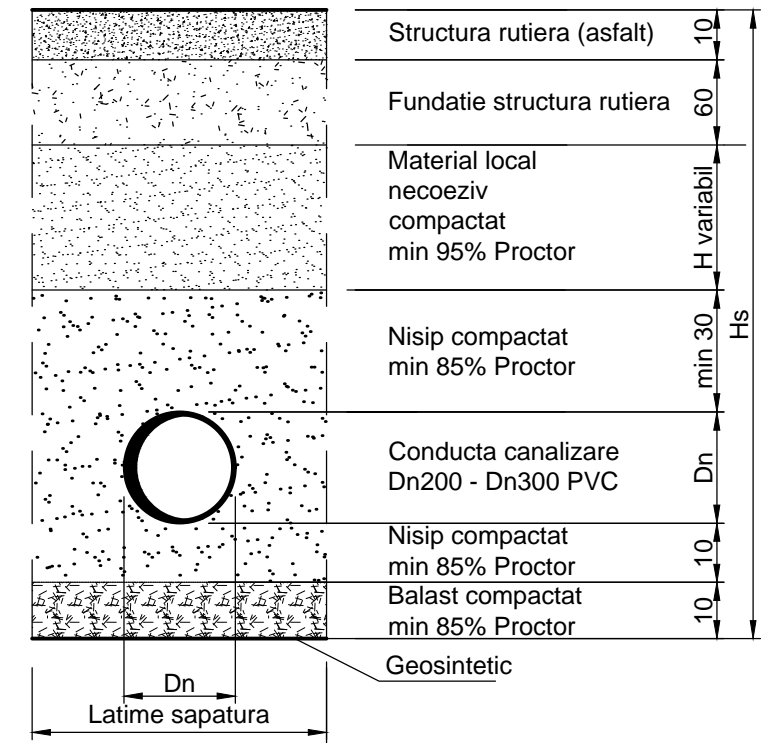 Structura rutiera (asfalt)
10
Fundatie structura rutiera
60
Material local
necoeziv
compactat
min 95% Proctor
H variabil
Nisip compactat
min 85% Proctor
min 30
Hs
Conducta canalizare
Dn200 - Dn300 PVC
Dn
Nisip compactat
min 85% Proctor
10
Balast compactat
min 85% Proctor
10
Geosintetic
Dn
Latime sapatura